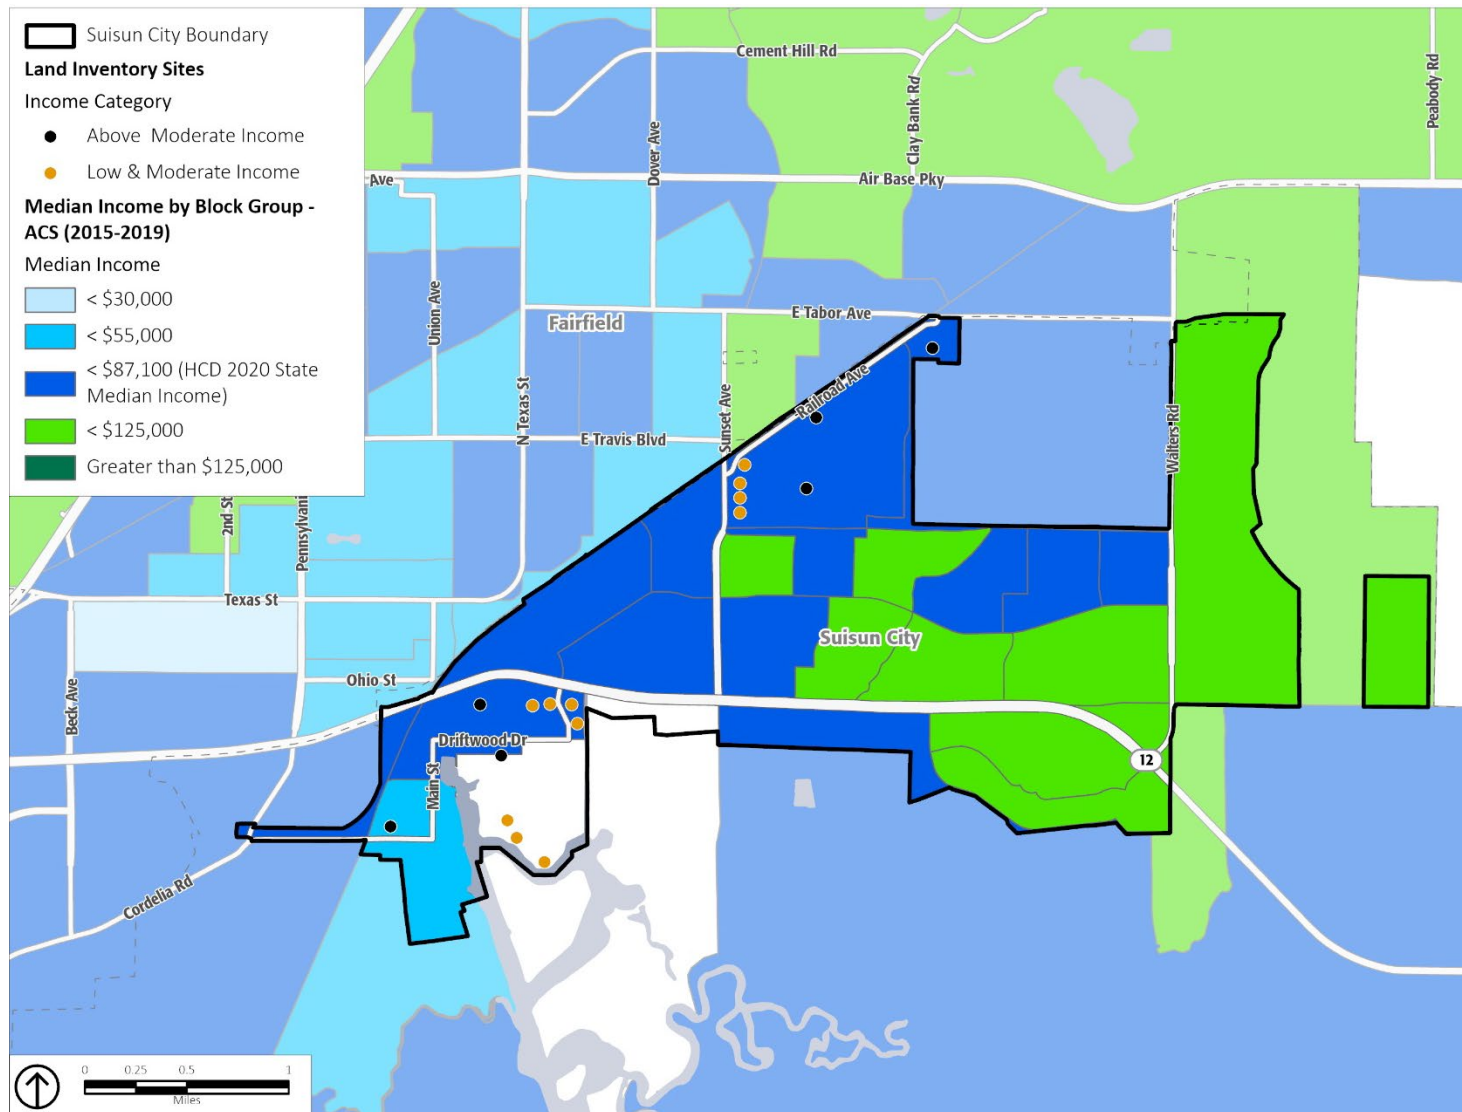 Suisun City Boundary
Land Inventory Sites
Income Category
Above Moderate Income
Low & Moderate Income
Median Income by Block Group -
ACS (2015-2019)
Median Income
< $30,000
< $55,000
< $87,100 (HCD 2020 State
Median Income)
< $125,000
Greater than $125,000
Cement Hill Rd
Clay Bank Rd
Peabody Rd
Dover Ave
Ave
Air Base Pky
Union Ave
N Texas St
Fairfield
E Tabor Ave
Railroad Ave
Sunset Ave
E Travis Blvd
Walters Rd
2nd St
Pennsylvani
Texas St
Suisun City
Ohio St
Beck Ave
Driftwood Dr
Main St
12
Cordelia Rd
0 0.25 0.5 1
Miles